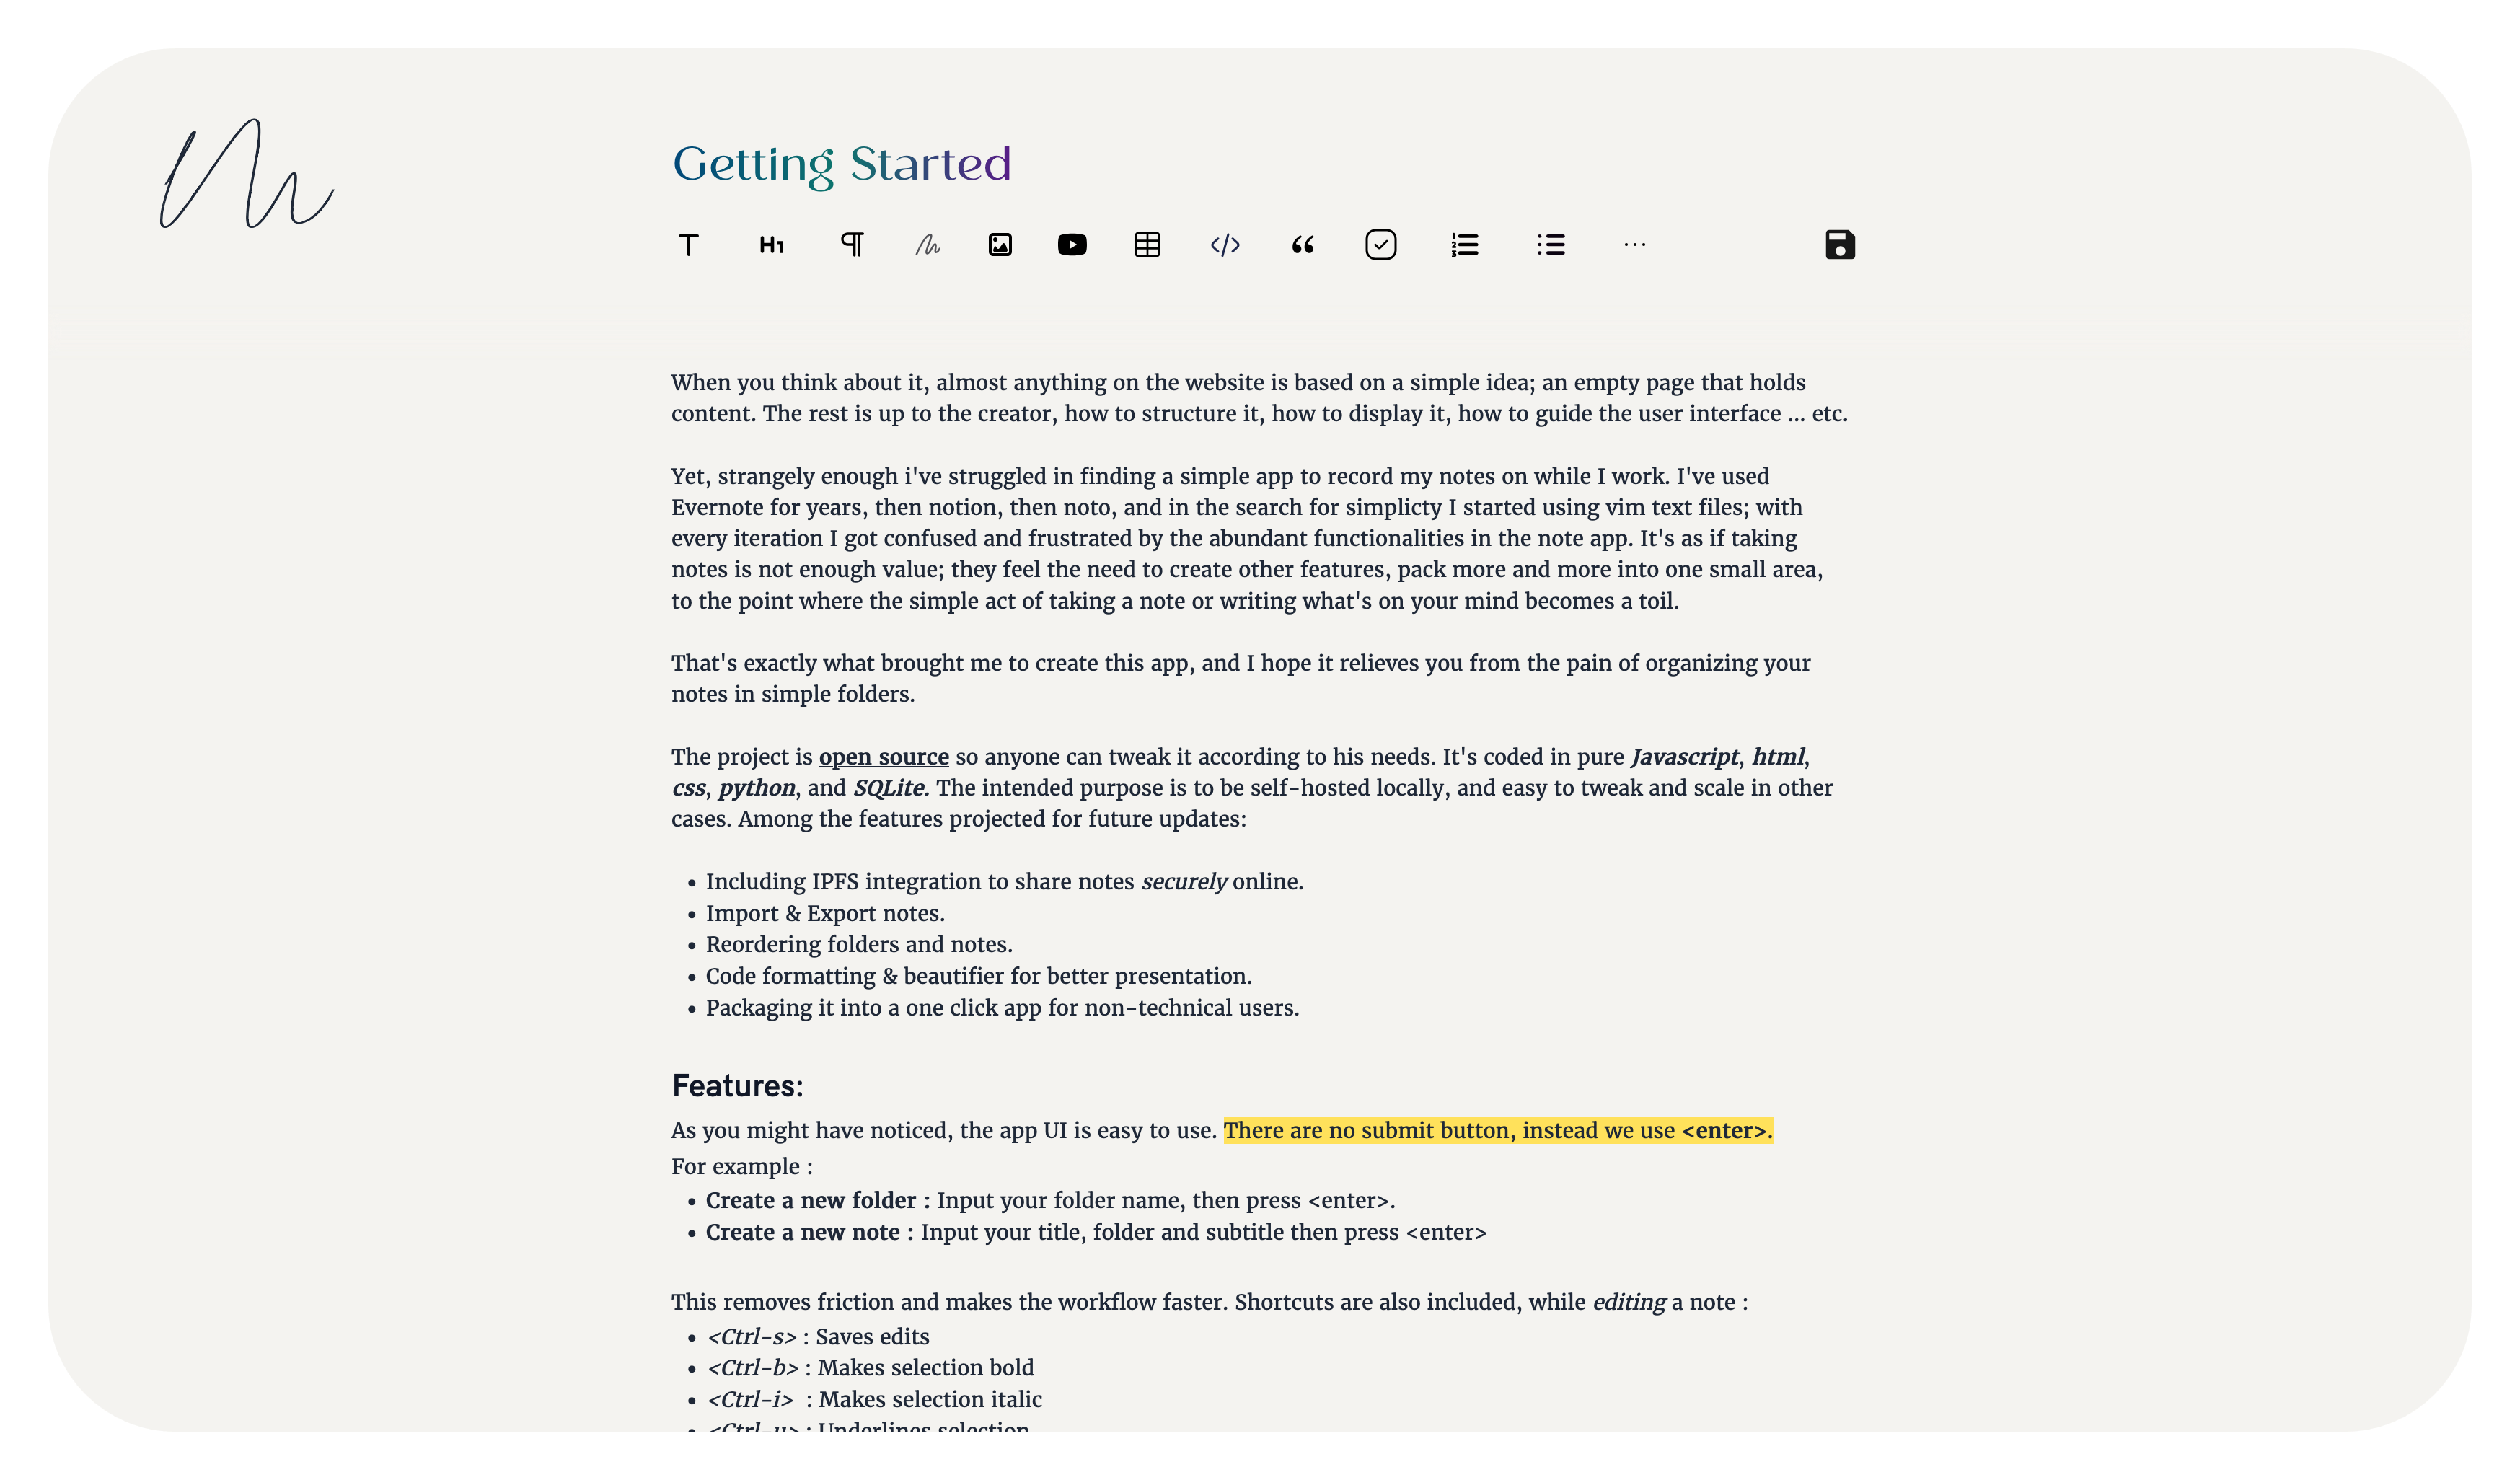 Getting Started
T H1 ¶ </> “ ...
When you think about it, almost anything on the website is based on a simple idea; an empty page that holds
content. The rest is up to the creator, how to structure it, how to display it, how to guide the user interface ... etc.
Yet, strangely enough i've struggled in finding a simple app to record my notes on while I work. I've used
Evernote for years, then notion, then noto, and in the search for simplicty I started using vim text files; with
every iteration I got confused and frustrated by the abundant functionalities in the note app. It's as if taking
notes is not enough value; they feel the need to create other features, pack more and more into one small area,
to the point where the simple act of taking a note or writing what's on your mind becomes a toil.
That's exactly what brought me to create this app, and I hope it relieves you from the pain of organizing your
notes in simple folders.
The project is open source so anyone can tweak it according to his needs. It's coded in pure Javascript, html,
css, python, and SQLite. The intended purpose is to be self-hosted locally, and easy to tweak and scale in other
cases. Among the features projected for future updates:
• Including IPFS integration to share notes securely online.
• Import & Export notes.
• Reordering folders and notes.
• Code formatting & beautifier for better presentation.
• Packaging it into a one click app for non-technical users.
Features:
As you might have noticed, the app UI is easy to use. There are no submit button, instead we use <enter>.
For example :
• Create a new folder : Input your folder name, then press <enter>.
• Create a new note : Input your title, folder and subtitle then press <enter>
This removes friction and makes the workflow faster. Shortcuts are also included, while editing a note :
• <Ctrl-s> : Saves edits
• <Ctrl-b> : Makes selection bold
• <Ctrl-i> : Makes selection italic
• <Ctrl-u> : Underlines selection